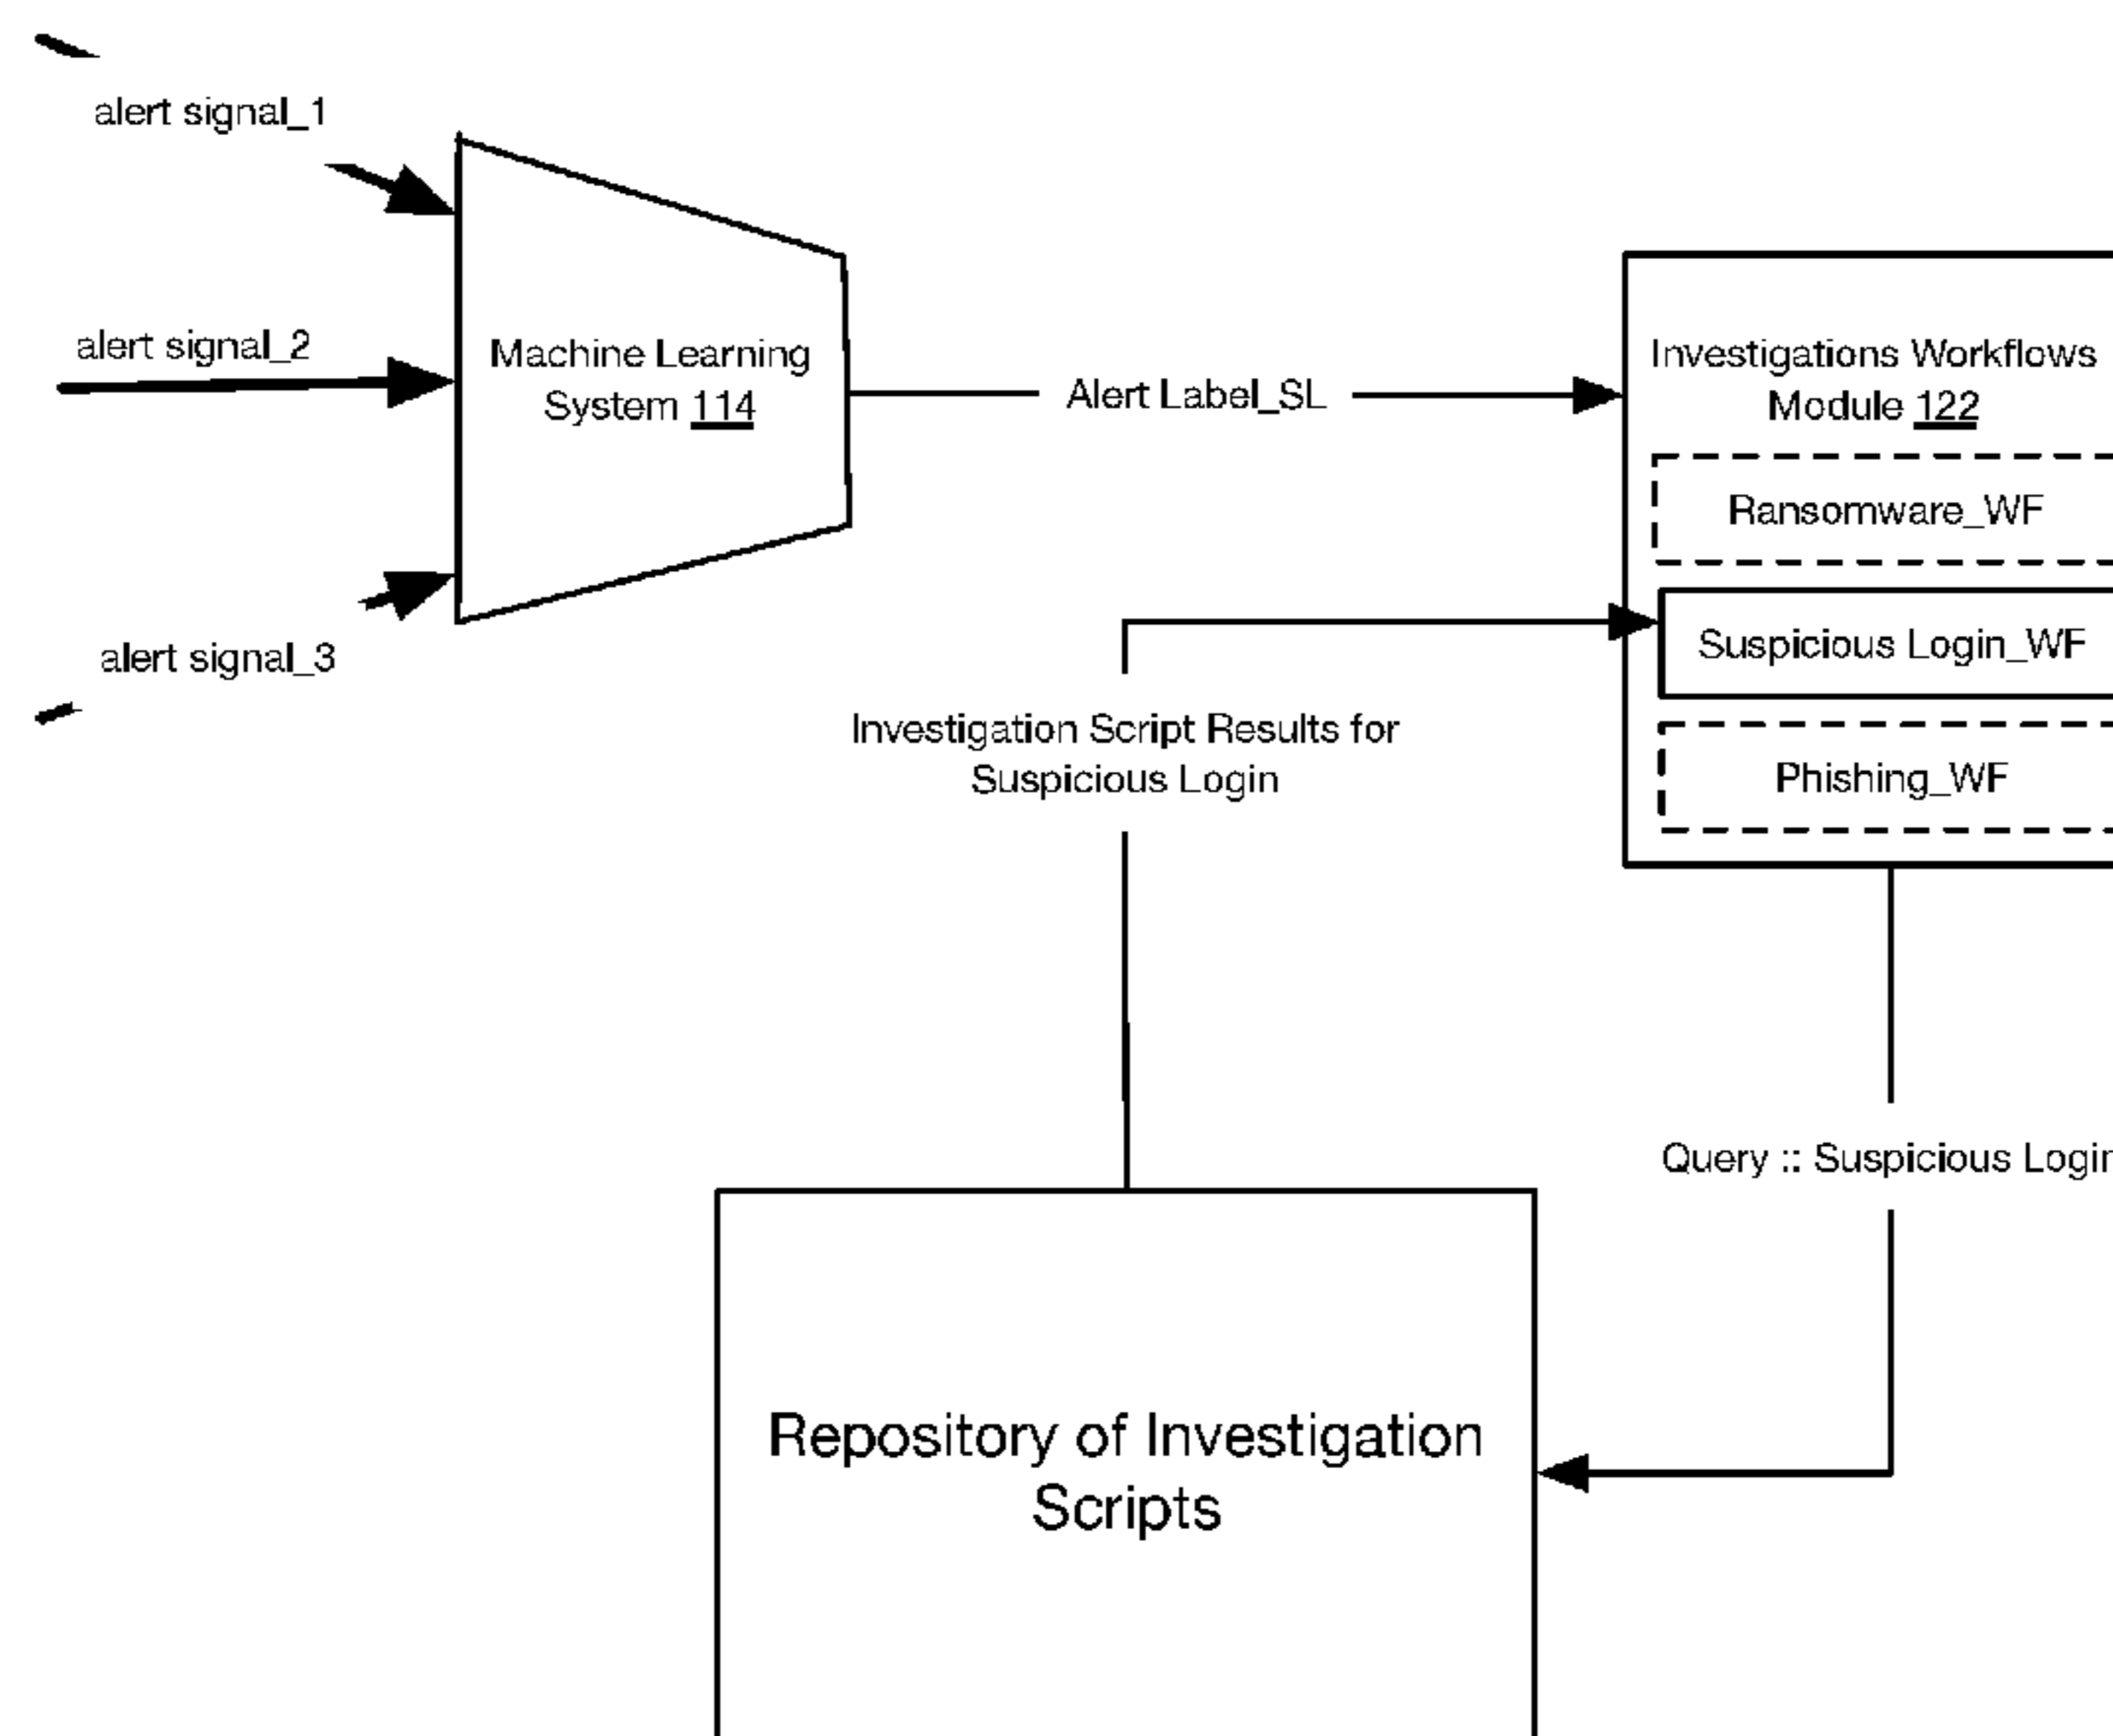 alert signal_1
alert signal_2
Machine Learning
System 114
alert signal_3
Alert Label_SL
Investigations Workflows
Module 122
Ransomware_WF
Suspicious Login_WF
Phishing_WF
Investigation Script Results for
Suspicious Login
Query :: Suspicious Login
Repository of Investigation
Scripts